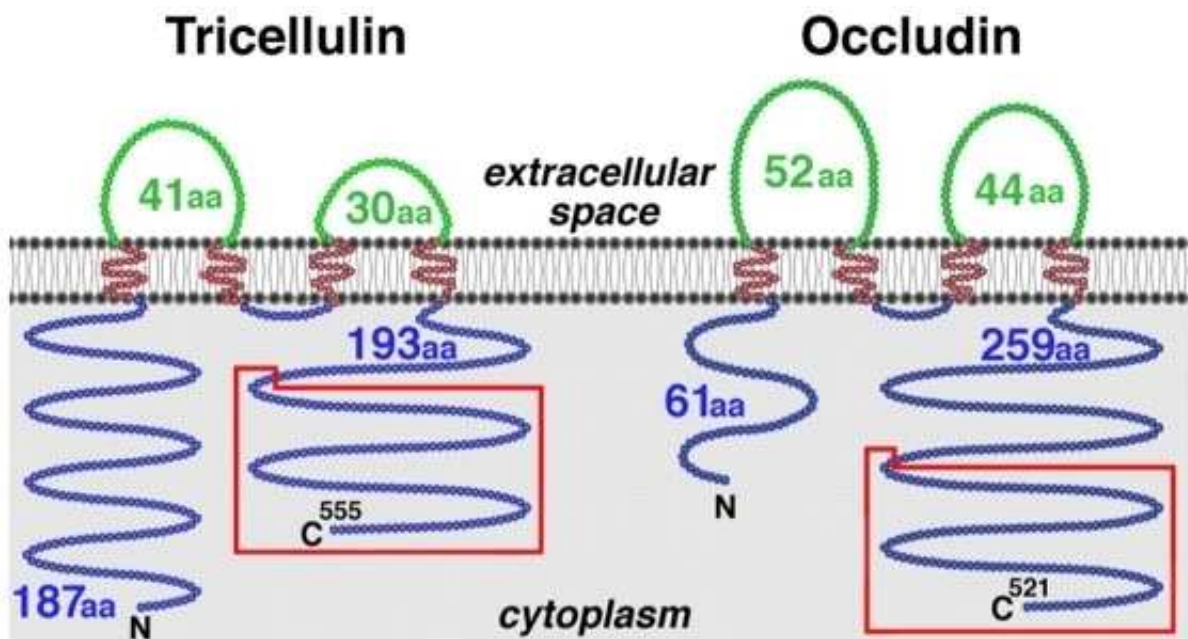 Tricellulin
Occludin
41aa
30aa
extracellular
space
52aa
44aa
193aa
259aa
61aa
187aa
N
C555
N
C521
cytoplasm